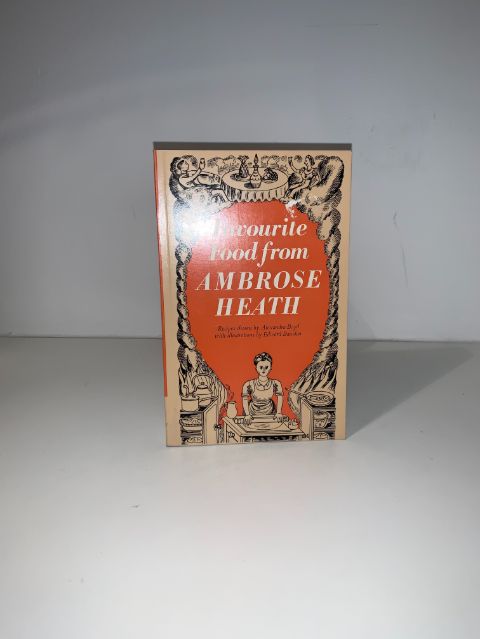 Favourite
Food from
AMBROSE
HEATH
Recipes chosen by Alexandra Boyd
with illustrations by Edward Bawden